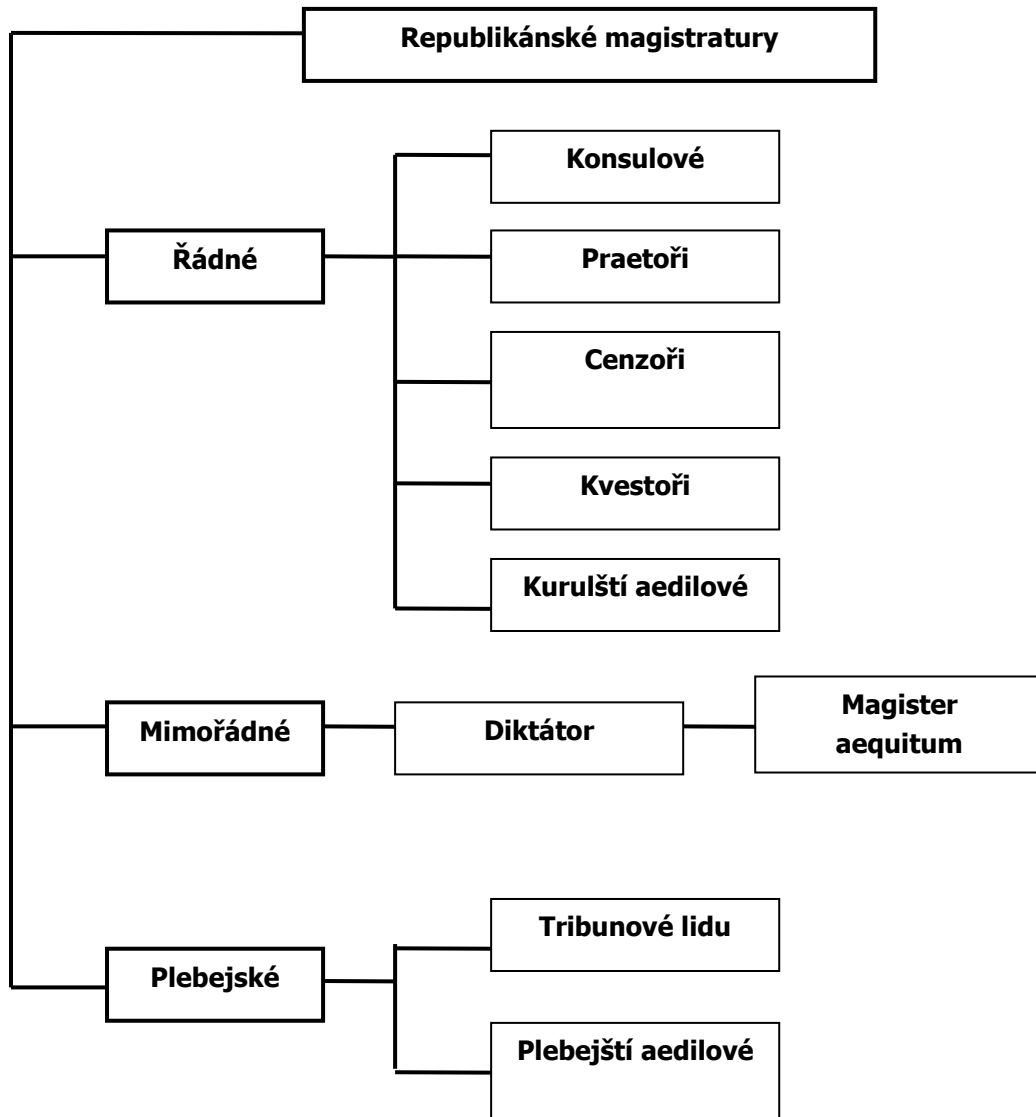 Republikánské magistratury
Konsulové
Řádné
Praetoři
Cenzoři
Kvestoři
Kurulští aedilové
Mimořádné
Diktátor
Magister
aequitum
Tribunové lidu
Plebejské
Plebejští aedilové